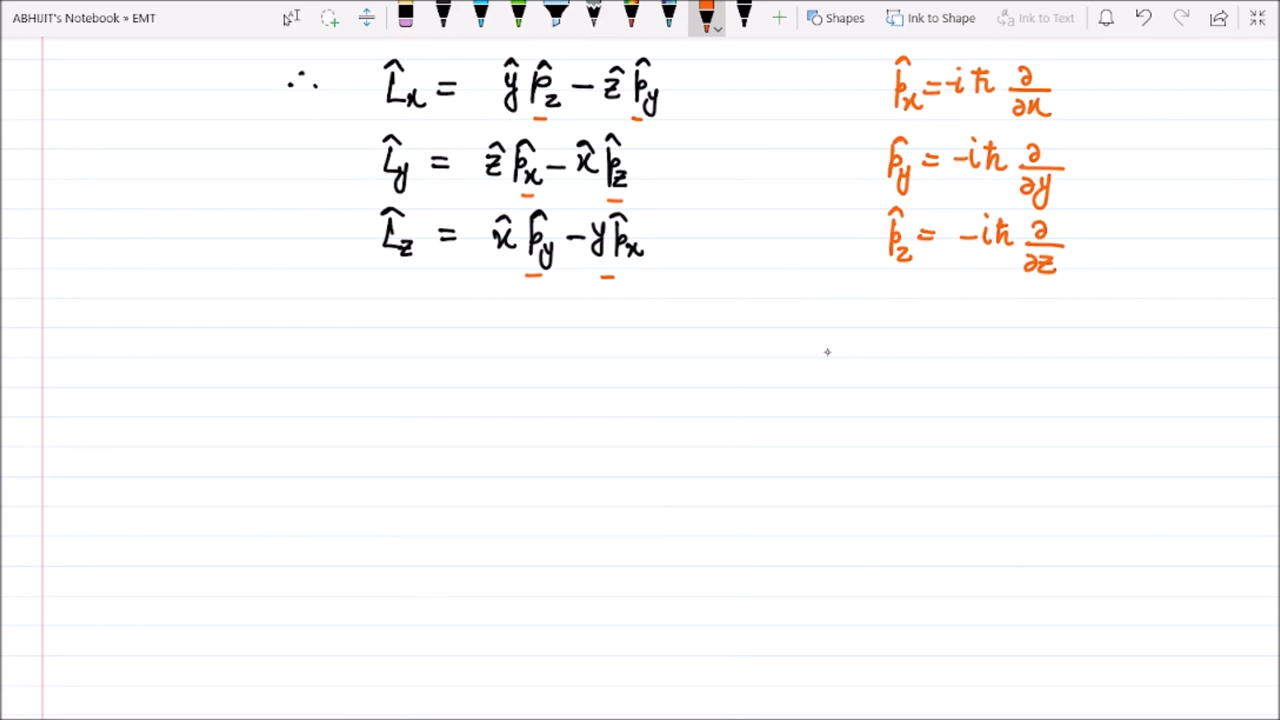 ABHIJIT's Notebook » EMT Shapes Ink to Shape Ink to Text
∴ L̂x = ŷ p̂z − ẑ p̂y p̂x = -iħ ∂/∂x
L̂y = ẑ p̂x − x̂ p̂z p̂y = -iħ ∂/∂y
L̂z = x̂ p̂y − y p̂x p̂z = -iħ ∂/∂z